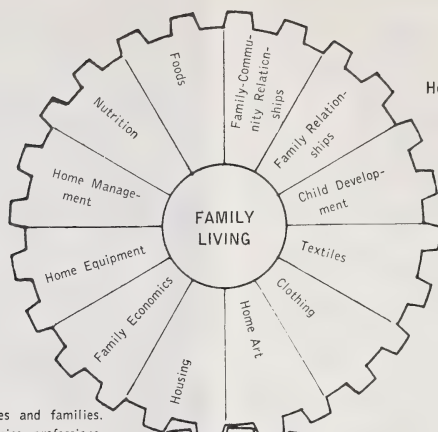 Foods
Family-Commu-
nity Relation-
ships
Family Relation-
ships
Child Develop-
ment
Textiles
Clothing
Home Art
Housing
Family Economics
Home Equipment
Home Manage-
ment
Nutrition
FAMILY
LIVING
es and families.